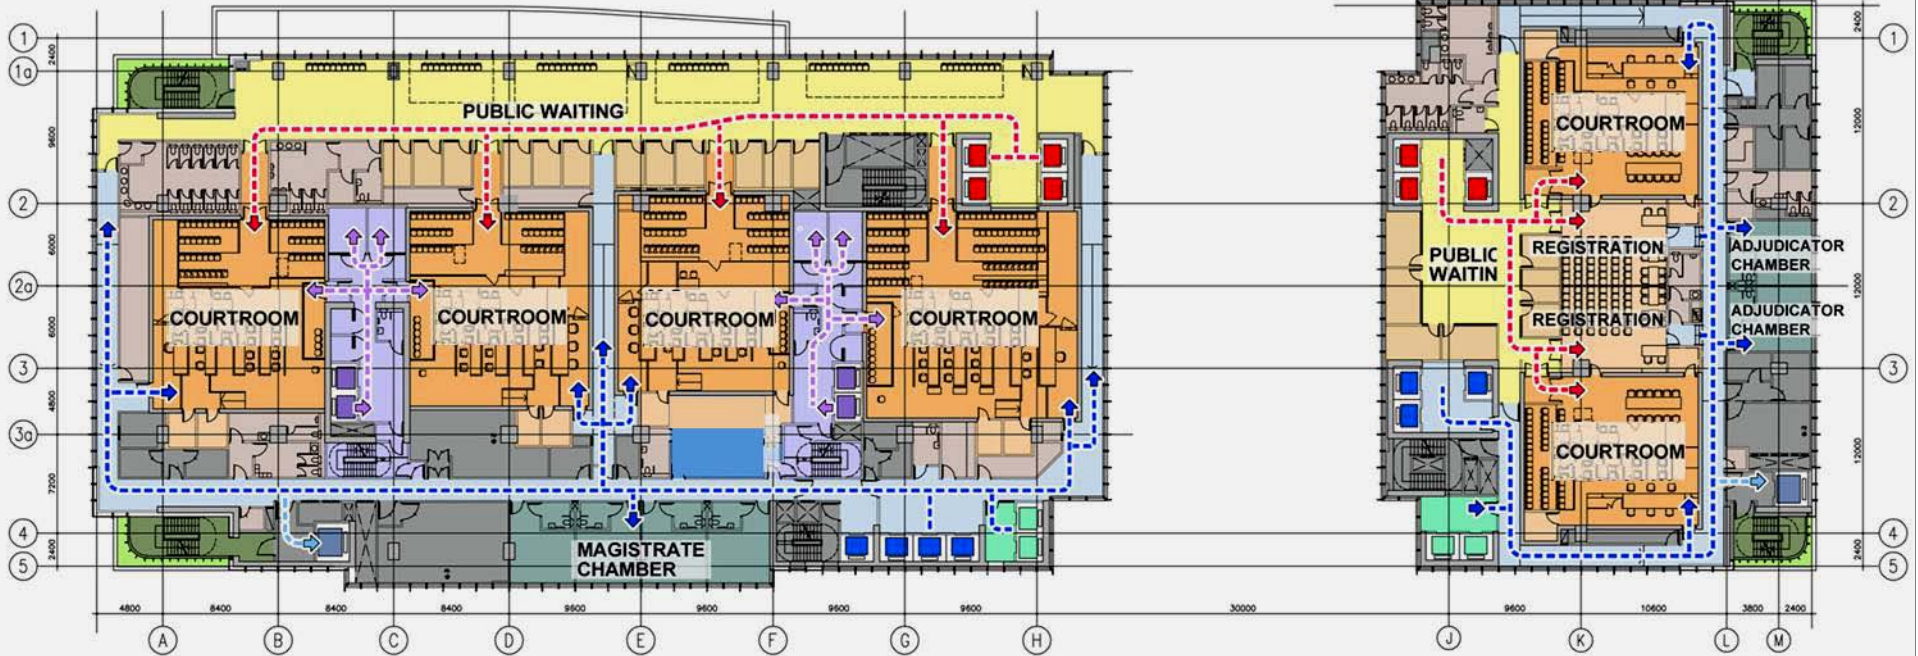 1
1a
2
2a
3
3a
4
5
2400
9600
6000
6000
4800
7200
2400
PUBLIC WAITING
COURTROOM
COURTROOM
COURTROOM
COURTROOM
MAGISTRATE
CHAMBER
4800
8400
8400
8400
9600
9600
9600
9600
30000
9600
10600
3800
2400
A
B
C
D
E
F
G
H
J
K
L
M
COURTROOM
PUBLIC
WAITIN
REGISTRATION
REGISTRATION
ADJUDICATOR
CHAMBER
ADJUDICATOR
CHAMBER
COURTROOM
2400
12000
12000
12000
2400
1
2
3
4
5